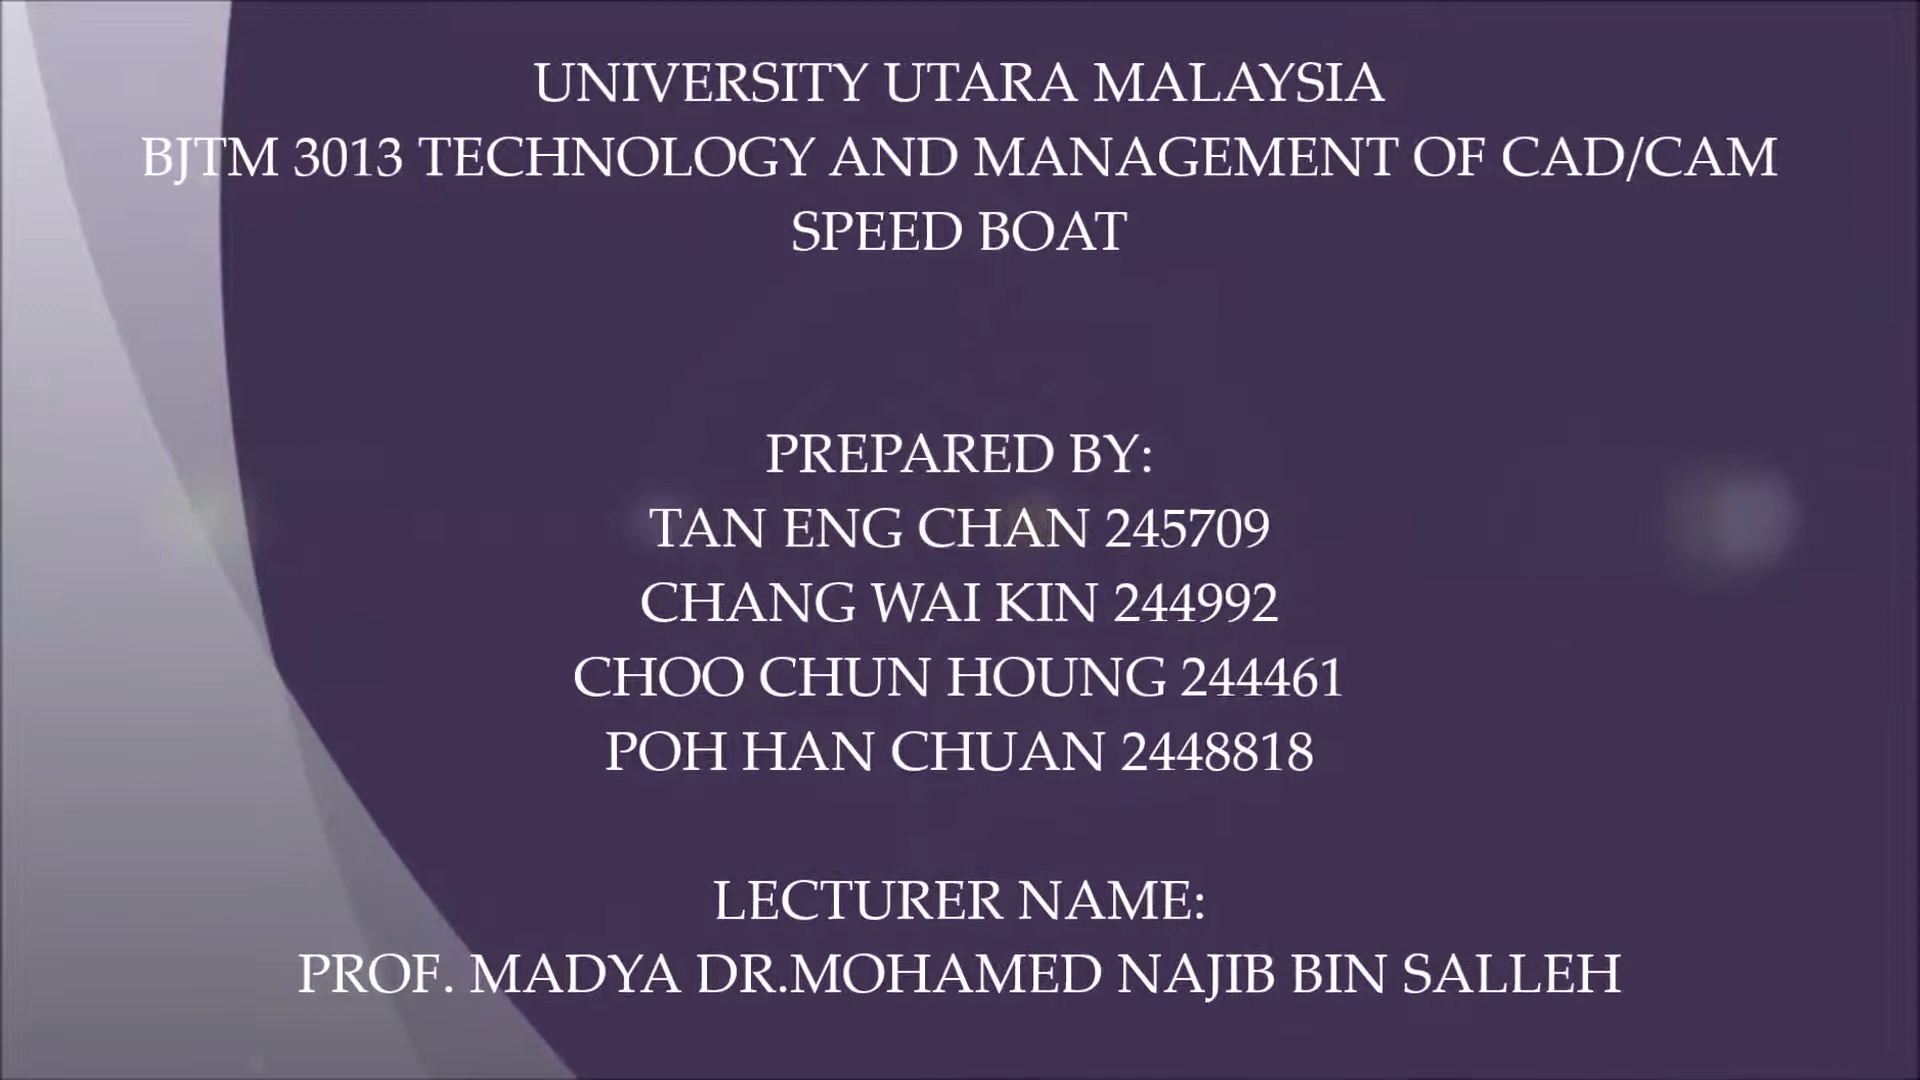 UNIVERSITY UTARA MALAYSIA
BJTM 3013 TECHNOLOGY AND MANAGEMENT OF CAD/CAM
SPEED BOAT
PREPARED BY:
TAN ENG CHAN 245709
CHANG WAI KIN 244992
CHOO CHUN HOUNG 244461
POH HAN CHUAN 2448818
LECTURER NAME:
PROF. MADYA DR.MOHAMED NAJIB BIN SALLEH